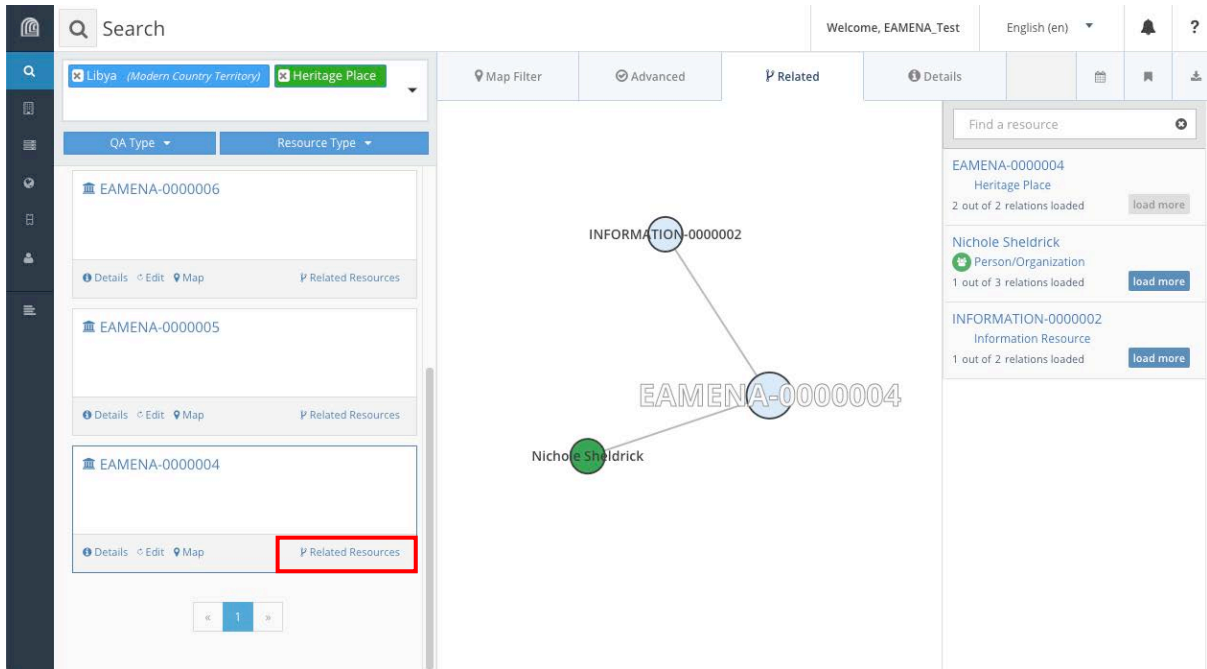 Search
Welcome, EAMENA_Test
English (en)
?
Libya (Modern Country Territory)
Heritage Place
QA Type
Resource Type
EAMENA-0000006
Details Edit Map
Related Resources
EAMENA-0000005
Details Edit Map
Related Resources
EAMENA-0000004
Details Edit Map
Related Resources
«
1
»
Map Filter
Advanced
Related
Details
INFORMATION-0000002
EAMENA-0000004
Nichole Sheldrick
Find a resource
EAMENA-0000004
Heritage Place
2 out of 2 relations loaded
load more
Nichole Sheldrick
Person/Organization
1 out of 3 relations loaded
load more
INFORMATION-0000002
Information Resource
1 out of 2 relations loaded
load more